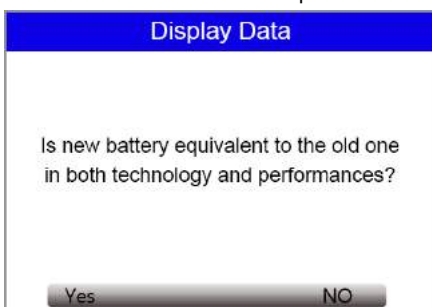 Display Data
Is new battery equivalent to the old one
in both technology and performances?
Yes NO